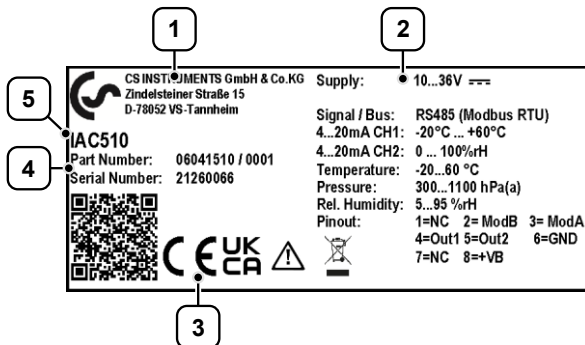 1
2
CS INSTRUMENTS GmbH & Co.KG
Zindelsteiner Straße 15
D-78052 VS-Tannheim
Supply: 10...36V
5
IAC510
4
Part Number: 06041510 / 0001
Serial Number: 21260066
Signal / Bus: RS485 (Modbus RTU)
4...20mA CH1: -20°C ... +60°C
4...20mA CH2: 0 ... 100%rH
Temperature: -20...60 °C
Pressure: 300...1100 hPa(a)
Rel. Humidity: 5...95 %rH
Pinout: 1=NC 2= ModB 3= ModA
4=Out1 5=Out2 6=GND
7=NC 8=+VB
CE UK CA
3